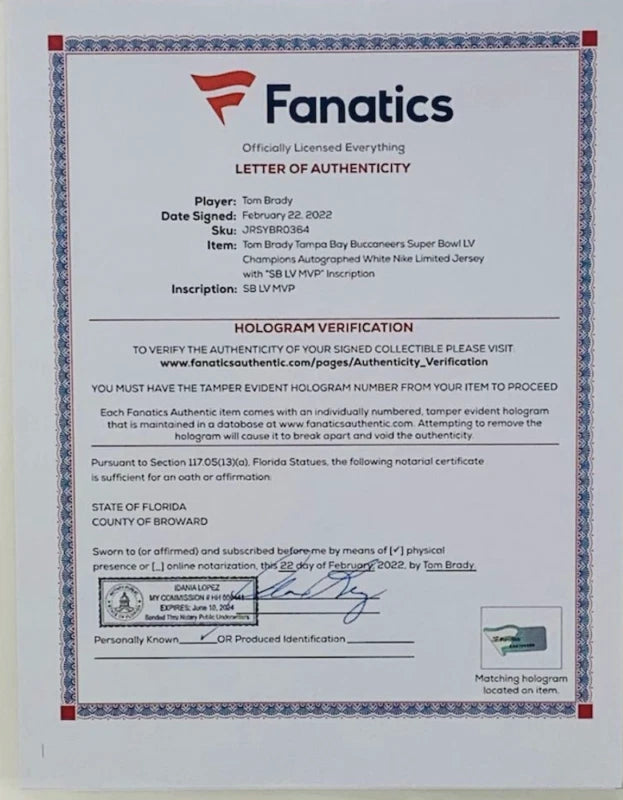 Fanatics
Officially Licensed Everything
LETTER OF AUTHENTICITY
Player: Tom Brady
Date Signed: February 22, 2022
Sku: JRSYBR0364
Item: Tom Brady Tampa Bay Buccaneers Super Bowl LV
Champions Autographed White Nike Limited Jersey
with "SB LV MVP" Inscription
Inscription: SB LV MVP
HOLOGRAM VERIFICATION
TO VERIFY THE AUTHENTICITY OF YOUR SIGNED COLLECTIBLE PLEASE VISIT:
www.fanaticsauthentic.com/pages/Authenticity_Verification
YOU MUST HAVE THE TAMPER EVIDENT HOLOGRAM NUMBER FROM YOUR ITEM TO PROCEED
Each Fanatics Authentic item comes with an individually numbered, tamper evident hologram
that is maintained in a database at www.fanaticsauthentic.com. Attempting to remove the
hologram will cause it to break apart and void the authenticity.
Pursuant to Section 117.05(13)(a), Florida Statues, the following notarial certificate
is sufficient for an oath or affirmation:
STATE OF FLORIDA
COUNTY OF BROWARD
Sworn to (or affirmed) and subscribed before me by means of [✓] physical
presence or [_] online notarization, this 22 day of February, 2022, by Tom Brady.
IDANIA LOPEZ
MY COMMISSION # HH
EXPIRES: June 10, 2024
Bonded Thru Notary Public Underwriters
Personally Known ✓ OR Produced Identification
Matching hologram
located on item.